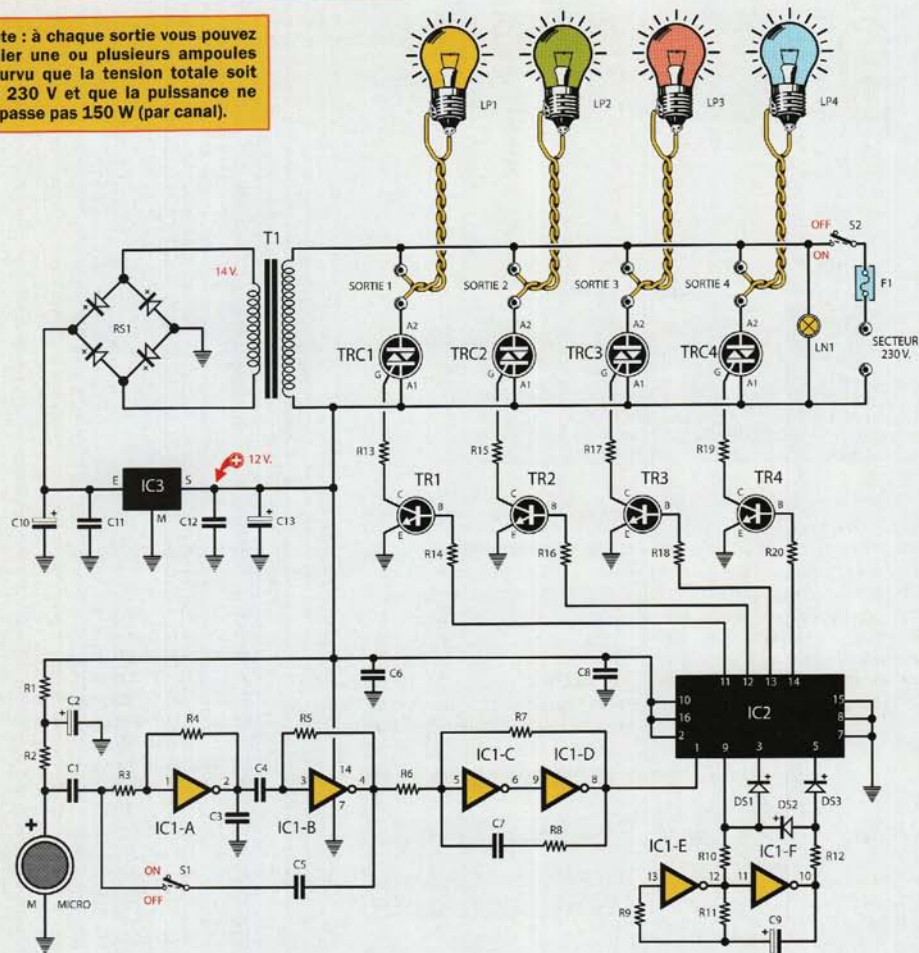 te : à chaque sortie vous pouvez
ier une ou plusieurs ampoules
urvu que la tension totale soit
230 V et que la puissance ne
passe pas 150 W (par canal).
LP1 LP2 LP3 LP4
T1
14 V.
RS1
OFF S2
ON
F1
SORTIE 1 SORTIE 2 SORTIE 3 SORTIE 4
LN1
SECTEUR
230 V.
A2 A2 A2 A2
TRC1 TRC2 TRC3 TRC4
G G G G
A1 A1 A1 A1
R13 R15 R17 R19
12 V.
E IC3 S
M
C10 C11 C12 C13
TR1 TR2 TR3 TR4
C B C B C B C B
E E E E
R14 R16 R18 R20
R1
C2
R2
C6 C8
11 12 13 14
10 15
16 IC2 8
2 7
1 9 3 5
R4 R5 R7
C1 R3 1 2 C4 3 14 4 R6 5 6 9 8
7
IC1-A C3 IC1-B IC1-C IC1-D
C7 R8
DS1 DS2 DS3
ON S1
OFF
C5
M MICRO
IC1-E R10 IC1-F R12
13 12 11 10
R9 R11
C9